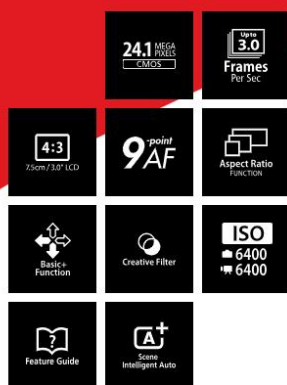 24.1 MEGA PIXELS
CMOS
Up to
3.0
Frames
Per Sec
4:3
7.5cm/3.0" LCD
9-point
AF
Aspect Ratio
FUNCTION
Basic+
Function
Creative Filter
ISO
6400
6400
?
Feature Guide
A+
Scene
Intelligent Auto